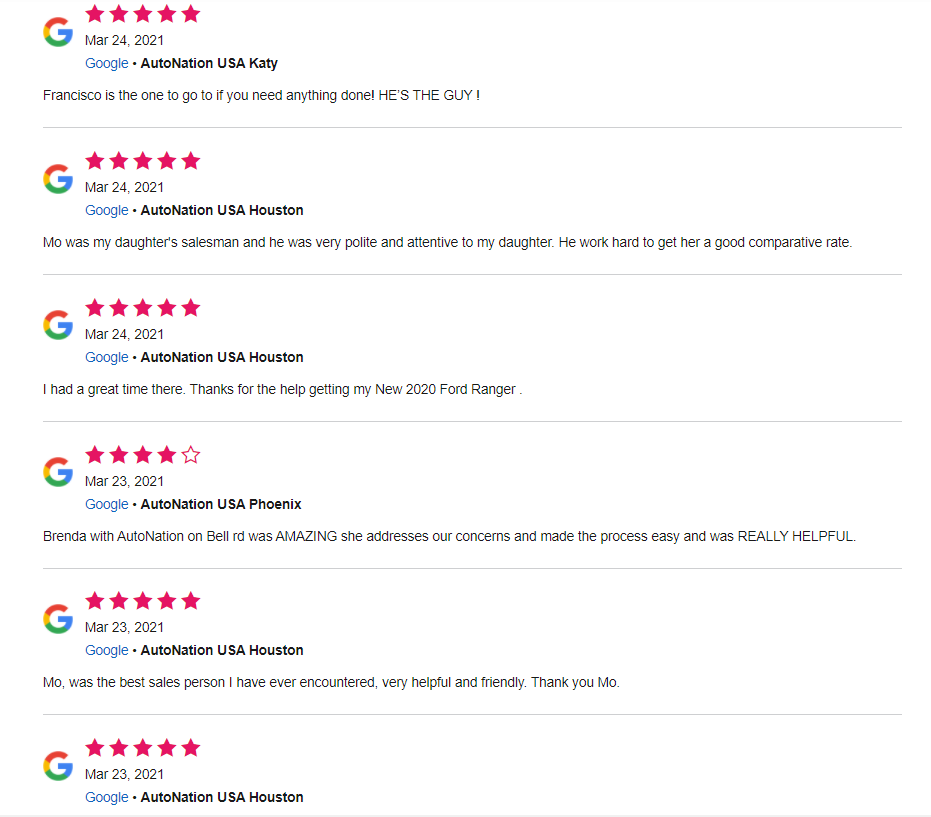 Mar 24, 2021
Google • AutoNation USA Katy
Francisco is the one to go to if you need anything done! HE'S THE GUY !
Mar 24, 2021
Google • AutoNation USA Houston
Mo was my daughter's salesman and he was very polite and attentive to my daughter. He work hard to get her a good comparative rate.
Mar 24, 2021
Google • AutoNation USA Houston
I had a great time there. Thanks for the help getting my New 2020 Ford Ranger .
Mar 23, 2021
Google • AutoNation USA Phoenix
Brenda with AutoNation on Bell rd was AMAZING she addresses our concerns and made the process easy and was REALLY HELPFUL.
Mar 23, 2021
Google • AutoNation USA Houston
Mo, was the best sales person I have ever encountered, very helpful and friendly. Thank you Mo.
Mar 23, 2021
Google • AutoNation USA Houston